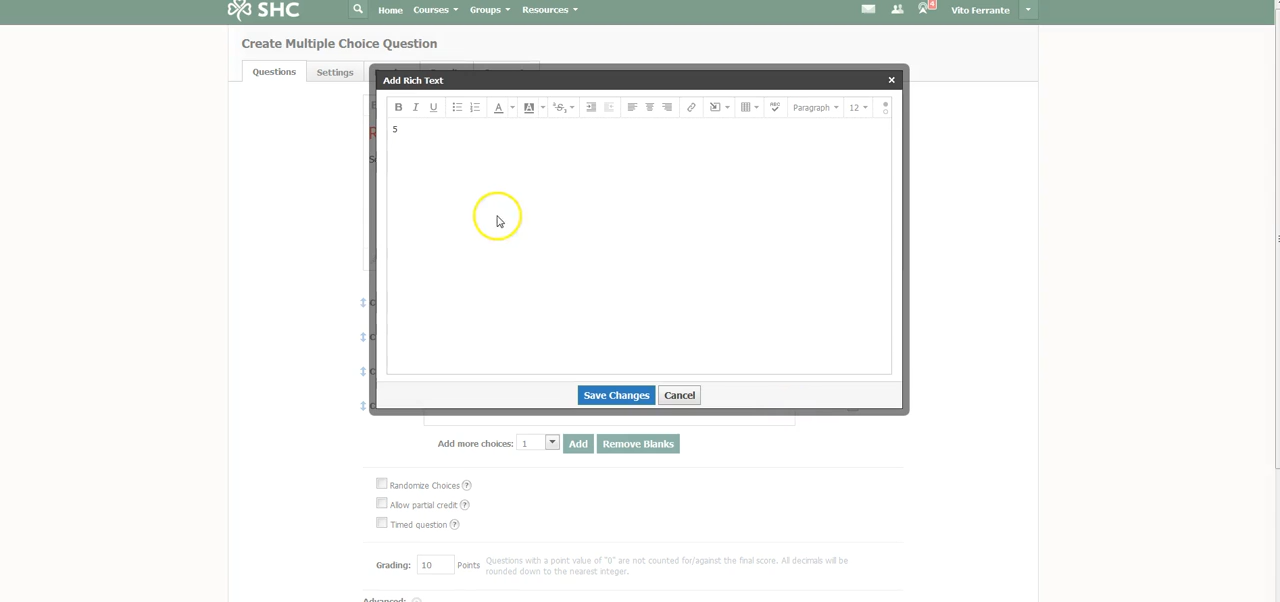 SHC
Home Courses Groups Resources
4
Vito Ferrante
Create Multiple Choice Question
Questions
Settings
Add Rich Text
×
B I U
A A S
ABC
Paragraph
12
5
Save Changes
Cancel
Add more choices:
1
Add
Remove Blanks
Randomize Choices ?
Allow partial credit ?
Timed question ?
Grading:
10
Points
Questions with a point value of "0" are not counted for/against the final score. All decimals will be
rounded down to the nearest integer.
Advanced: